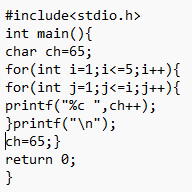 #include<stdio.h>
int main(){
char ch=65;
for(int i=1;i<=5;i++){
for(int j=1;j<=i;j++){
printf("%c ",ch++);
}printf("\n");
ch=65;}
return 0;
}